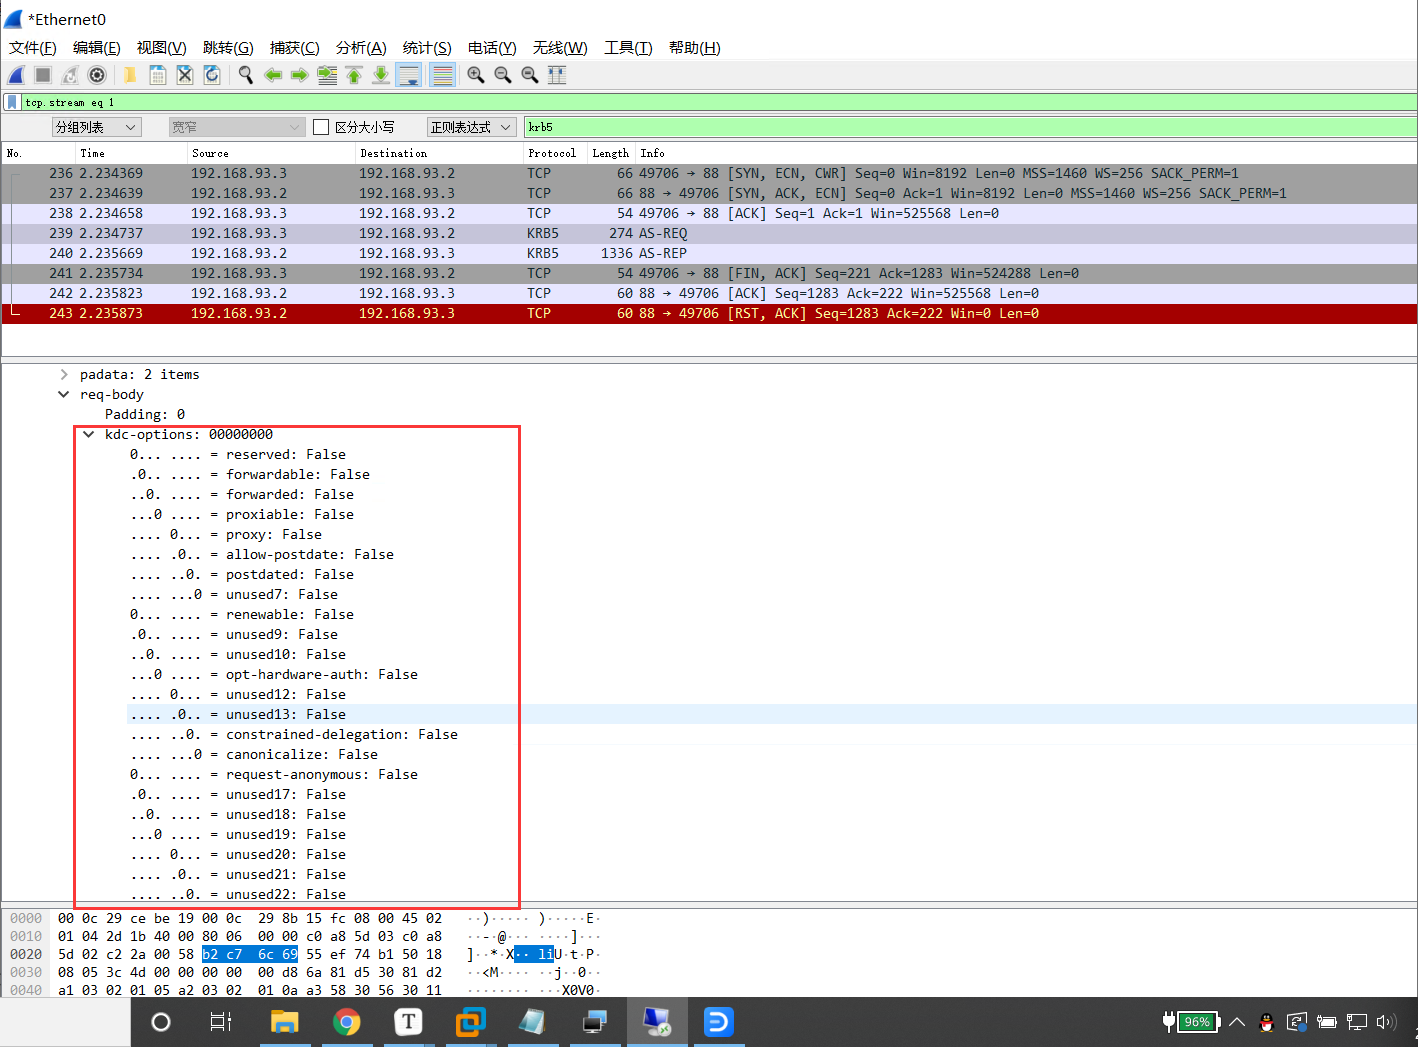 *Ethernet0
文件(F) 编辑(E) 视图(V) 跳转(G) 捕获(C) 分析(A) 统计(S) 电话(Y) 无线(W) 工具(T) 帮助(H)
tcp.stream eq 1
分组列表 宽窄 区分大小写 正则表达式 krb5
No. Time Source Destination Protocol Length Info
236 2.234369 192.168.93.3 192.168.93.2 TCP 66 49706 → 88 [SYN, ECN, CWR] Seq=0 Win=8192 Len=0 MSS=1460 WS=256 SACK_PERM=1
237 2.234639 192.168.93.2 192.168.93.3 TCP 66 88 → 49706 [SYN, ACK, ECN] Seq=0 Ack=1 Win=8192 Len=0 MSS=1460 WS=256 SACK_PERM=1
238 2.234658 192.168.93.3 192.168.93.2 TCP 54 49706 → 88 [ACK] Seq=1 Ack=1 Win=525568 Len=0
239 2.234737 192.168.93.3 192.168.93.2 KRB5 274 AS-REQ
240 2.235669 192.168.93.2 192.168.93.3 KRB5 1336 AS-REP
241 2.235734 192.168.93.3 192.168.93.2 TCP 54 49706 → 88 [FIN, ACK] Seq=221 Ack=1283 Win=524288 Len=0
242 2.235823 192.168.93.2 192.168.93.3 TCP 60 88 → 49706 [ACK] Seq=1283 Ack=222 Win=525568 Len=0
243 2.235873 192.168.93.2 192.168.93.3 TCP 60 88 → 49706 [RST, ACK] Seq=1283 Ack=222 Win=0 Len=0
padata: 2 items
req-body
Padding: 0
kdc-options: 00000000
0... .... = reserved: False
.0.. .... = forwardable: False
..0. .... = forwarded: False
...0 .... = proxiable: False
.... 0... = proxy: False
.... .0.. = allow-postdate: False
.... ..0. = postdated: False
.... ...0 = unused7: False
0... .... = renewable: False
.0.. .... = unused9: False
..0. .... = unused10: False
...0 .... = opt-hardware-auth: False
.... 0... = unused12: False
.... .0.. = unused13: False
.... ..0. = constrained-delegation: False
.... ...0 = canonicalize: False
0... .... = request-anonymous: False
.0.. .... = unused17: False
..0. .... = unused18: False
...0 .... = unused19: False
.... 0... = unused20: False
.... .0.. = unused21: False
.... ..0. = unused22: False
0000 00 0c 29 ce be 19 00 0c 29 8b 15 fc 08 00 45 02 ··)····· )·····E·
0010 01 04 2d 1b 40 00 80 06 00 00 c0 a8 5d 03 c0 a8 ··-·@··· ····]···
0020 5d 02 c2 2a 00 58 b2 c7 6c 69 55 ef 74 b1 50 18 ]··*·X·· liU·t·P·
0030 08 05 3c 4d 00 00 00 00 00 d8 6a 81 d5 30 81 d2 ··<M···· ··j··0··
0040 a1 03 02 01 05 a2 03 02 01 0a a3 58 30 56 30 11 ········ ···X0V0·
T
96%